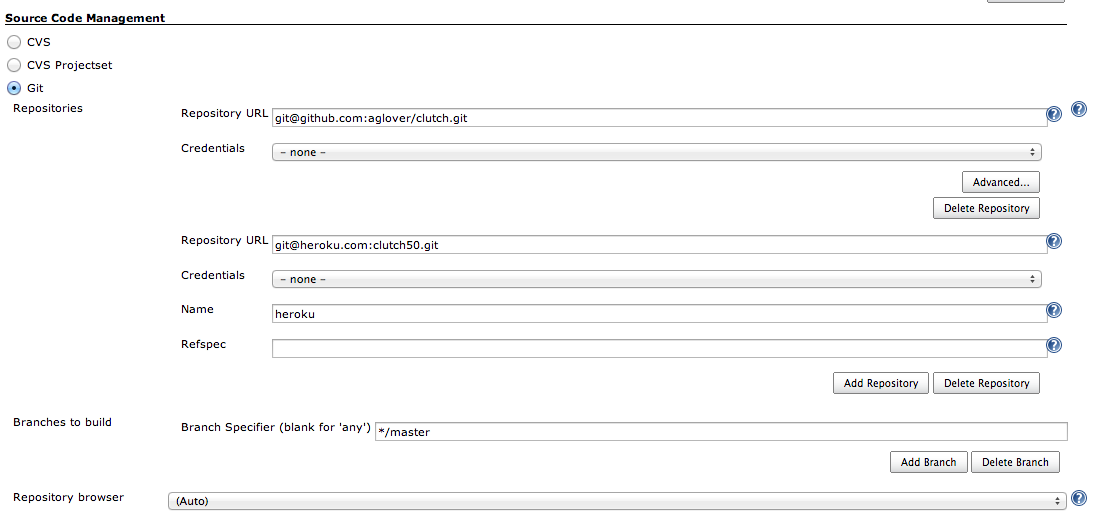 Source Code Management
CVS
CVS Projectset
Git
Repositories
Repository URL git@github.com:aglover/clutch.git
Credentials – none –
Advanced...
Delete Repository
Repository URL git@heroku.com:clutch50.git
Credentials – none –
Name heroku
Refspec
Add Repository Delete Repository
Branches to build Branch Specifier (blank for 'any') */master
Add Branch Delete Branch
Repository browser (Auto)